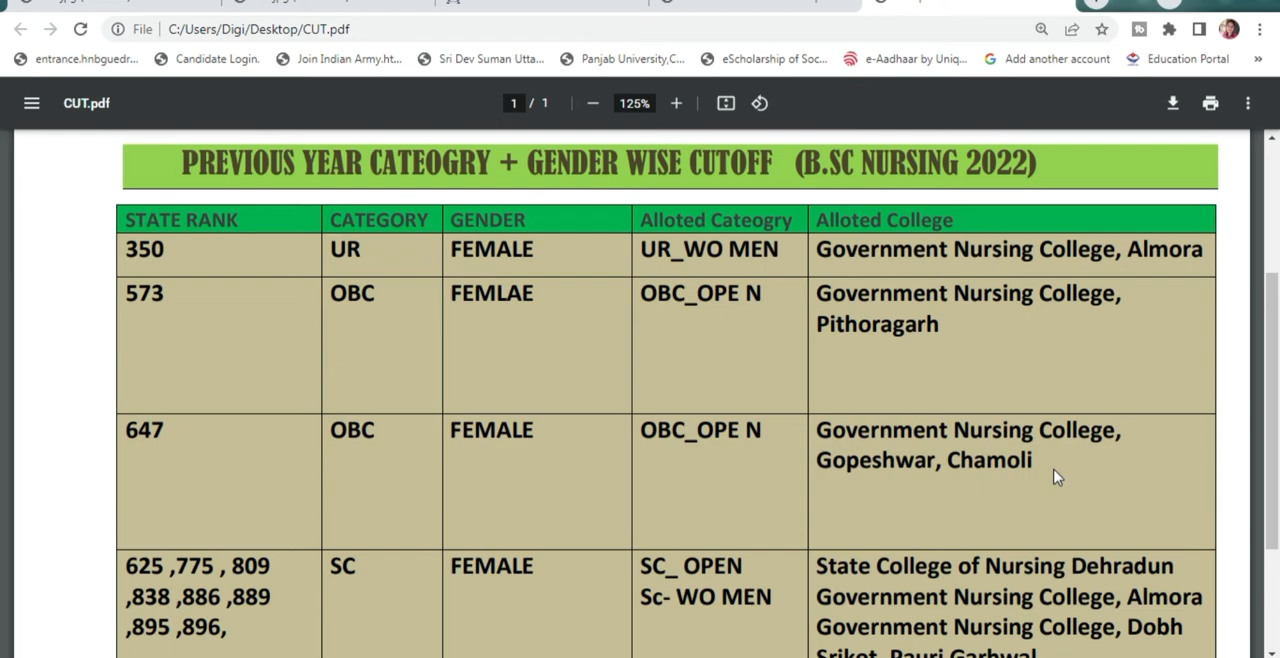 File C:/Users/Digi/Desktop/CUT.pdf
entrance.hnbguedr... Candidate Login. Join Indian Army.ht... Sri Dev Suman Utta... Panjab University,C... eScholarship of Soc... e-Aadhaar by Uniq... Add another account Education Portal »
CUT.pdf 1 / 1 125%
PREVIOUS YEAR CATEOGRY + GENDER WISE CUTOFF (B.SC NURSING 2022)
STATE RANK CATEGORY GENDER Alloted Cateogry Alloted College
350 UR FEMALE UR_WO MEN Government Nursing College, Almora
573 OBC FEMLAE OBC_OPE N Government Nursing College,
Pithoragarh
647 OBC FEMALE OBC_OPE N Government Nursing College,
Gopeshwar, Chamoli
625 ,775 , 809 SC FEMALE SC_ OPEN State College of Nursing Dehradun
,838 ,886 ,889 Sc- WO MEN Government Nursing College, Almora
,895 ,896, Government Nursing College, Dobh
Srikot, Pauri Garhwal